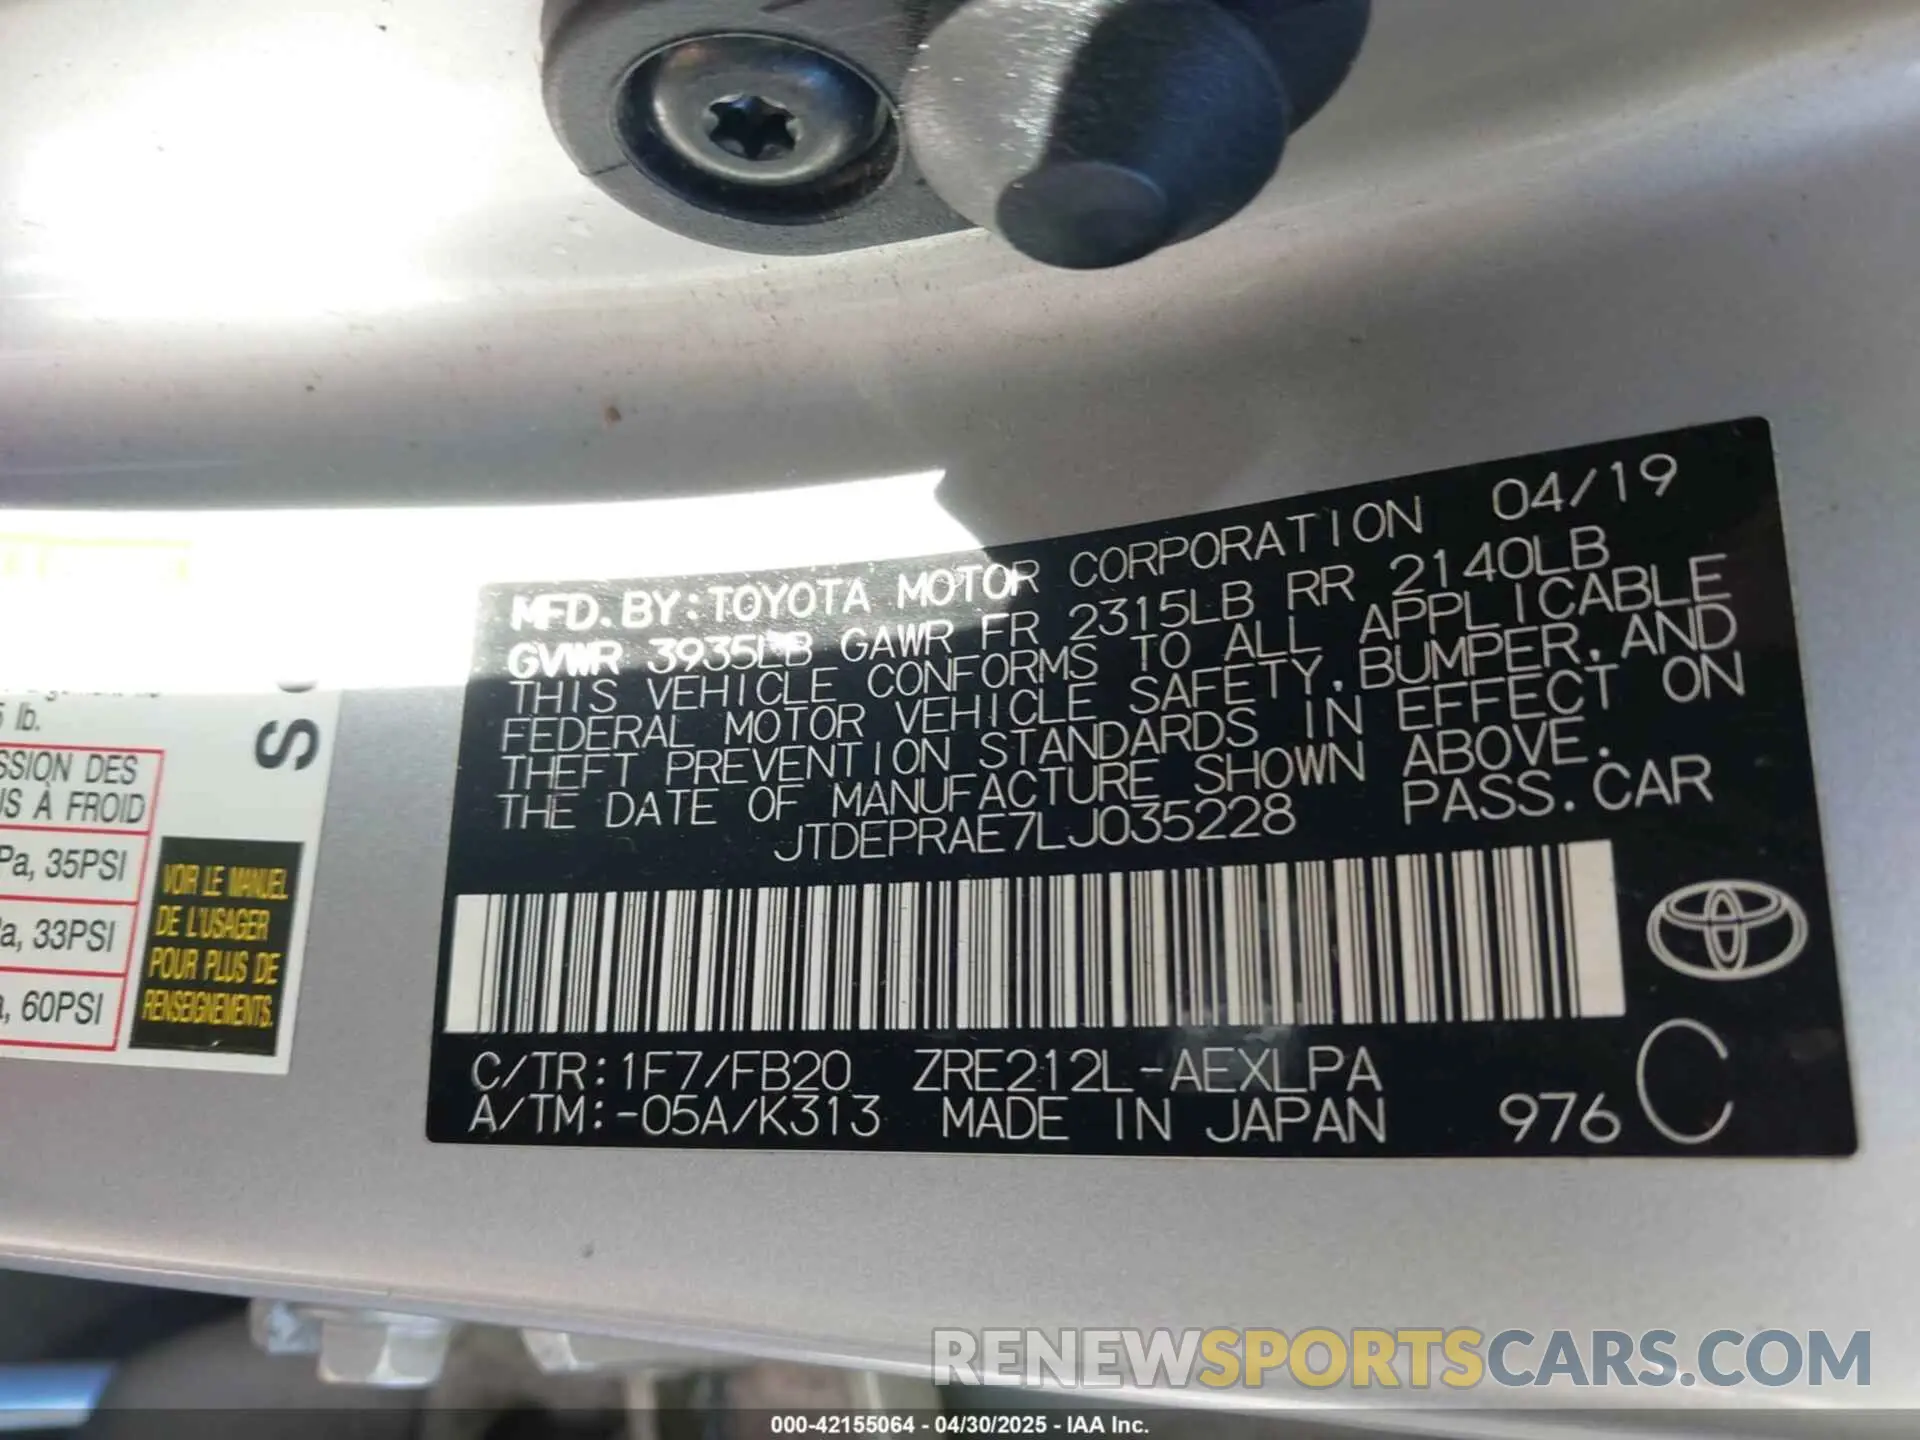 MFD. BY: TOYOTA MOTOR CORPORATION 04/19
GVWR 3935LB GAWR FR 2315LB RR 2140LB
THIS VEHICLE CONFORMS TO ALL APPLICABLE
FEDERAL MOTOR VEHICLE SAFETY, BUMPER, AND
THEFT PREVENTION STANDARDS IN EFFECT ON
THE DATE OF MANUFACTURE SHOWN ABOVE.
JTDEPRAE7LJ035228 PASS. CAR
C/TR: 1F7/FB20 ZRE212L-AEXLPA
A/TM: -05A/K313 MADE IN JAPAN 976 C
5 lb.
S
SSION DES
US À FROID
Pa, 35PSI
a, 33PSI
a, 60PSI
VOIR LE MANUEL
DE L'USAGER
POUR PLUS DE
RENSEIGNEMENTS.
RENEWSPORTSCARS.COM
000-42155064 - 04/30/2025 - IAA Inc.